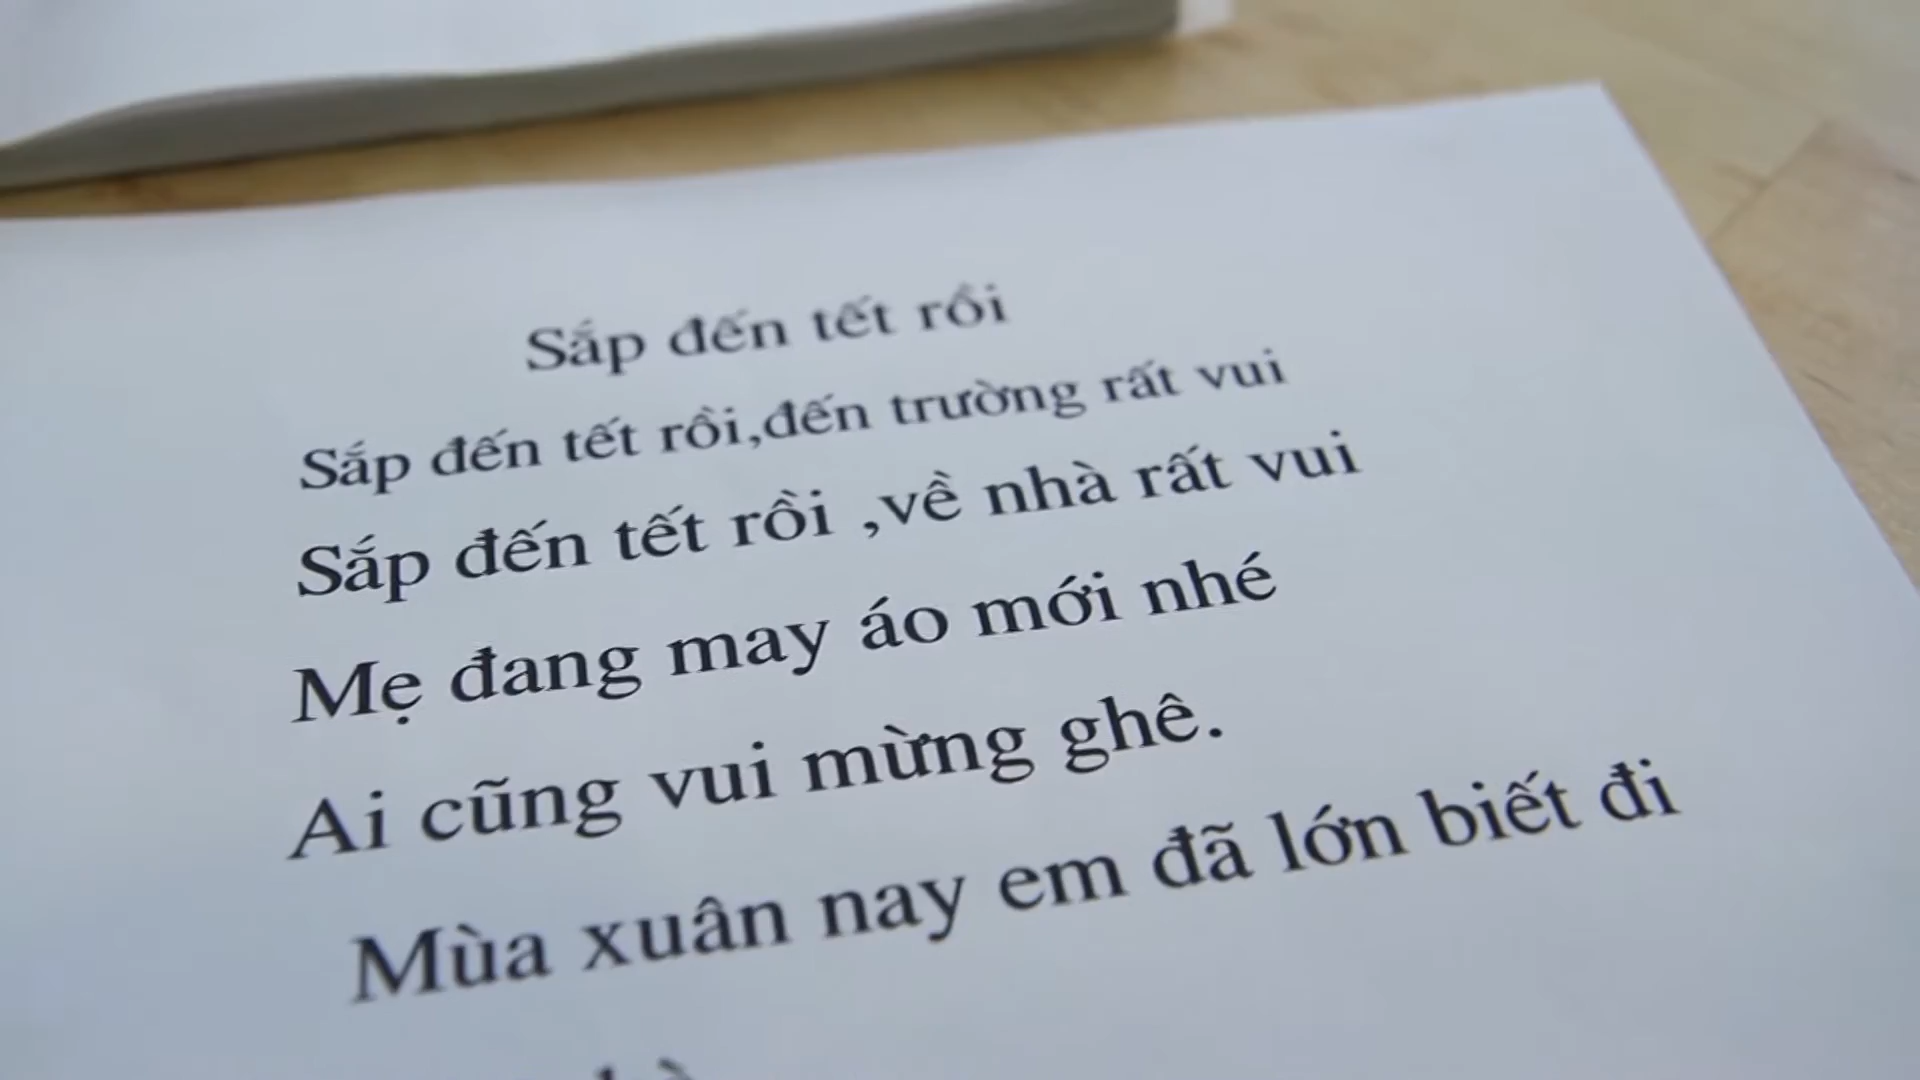 Sắp đến tết rồi
Sắp đến tết rồi,đến trường rất vui
Sắp đến tết rồi ,về nhà rất vui
Mẹ đang may áo mới nhé
Ai cũng vui mừng ghê.
Mùa xuân nay em đã lớn biết đi